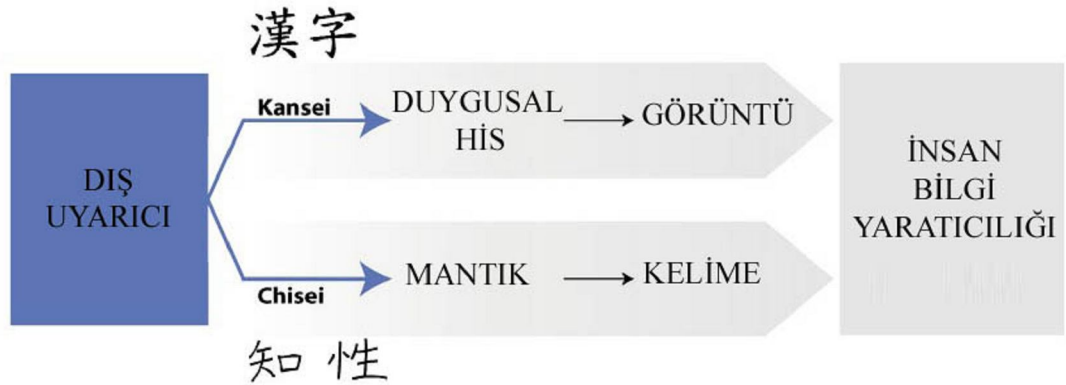 漢字
Kansei
DUYGUSAL
HİS
GÖRÜNTÜ
DIŞ
UYARICI
İNSAN
BİLGİ
YARATICILIĞI
MANTIK
KELİME
Chisei
知性